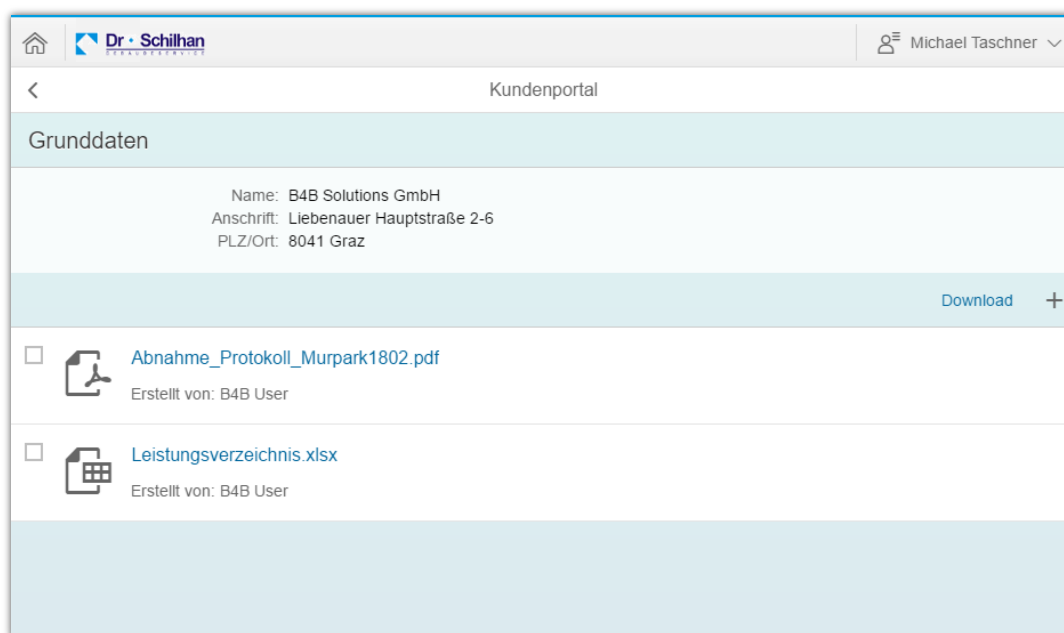 Dr · Schilhan
GEBÄUDESERVICE
Michael Taschner
Kundenportal
Grunddaten
Name: B4B Solutions GmbH
Anschrift: Liebenauer Hauptstraße 2-6
PLZ/Ort: 8041 Graz
Download
Abnahme_Protokoll_Murpark1802.pdf
Erstellt von: B4B User
Leistungsverzeichnis.xlsx
Erstellt von: B4B User